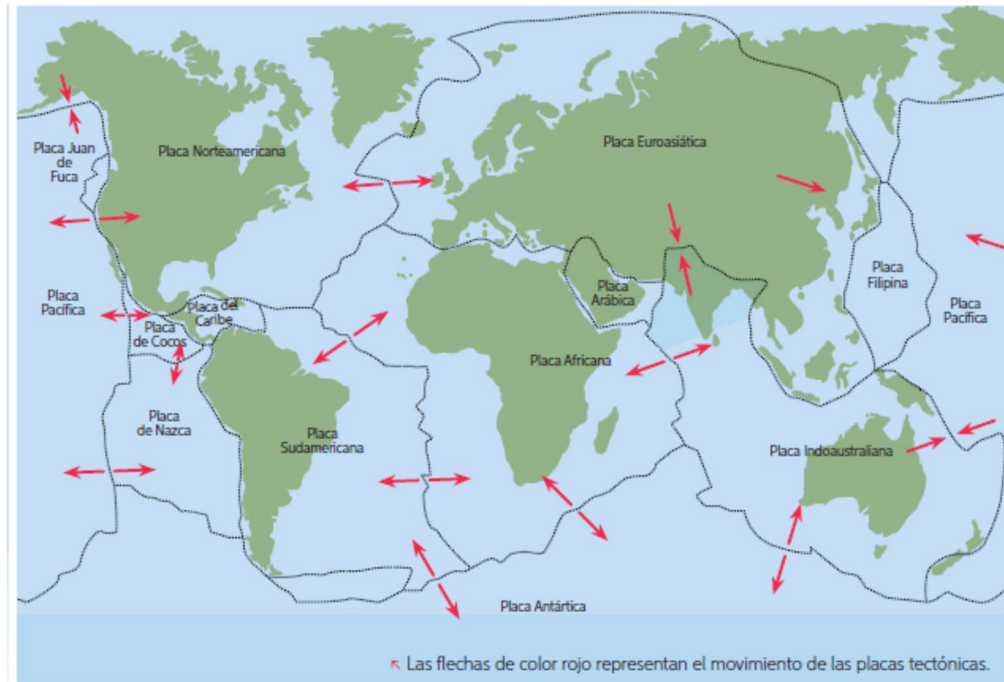 Placa Juan
de
Fuca
Placa Norteamericana
Placa Euroasiática
Placa
Pacífica
Placa del
Caribe
Placa
de Cocos
Placa
Arábica
Placa
Filipina
Placa
Pacífica
Placa Africana
Placa
de Nazca
Placa
Sudamericana
Placa Indoaustraliana
Placa Antártica
Las flechas de color rojo representan el movimiento de las placas tectónicas.